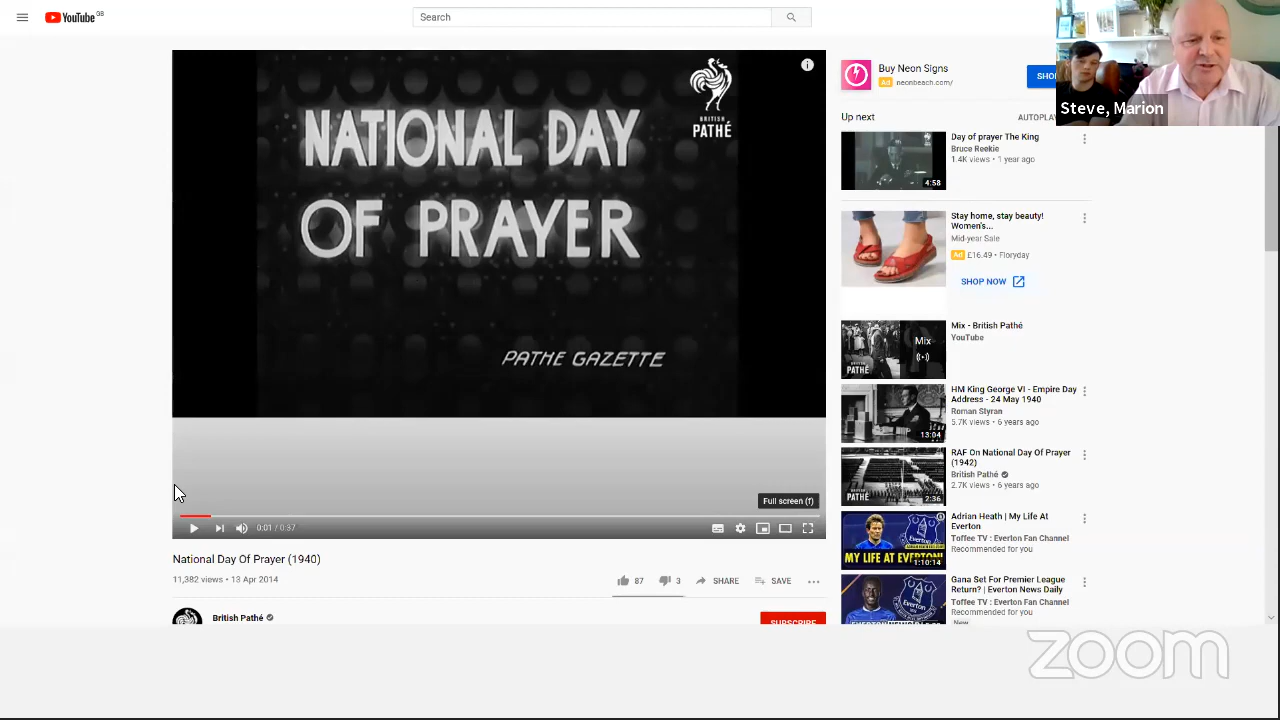 YouTube GB
Search
NATIONAL DAY
OF PRAYER
BRITISH
PATHÉ
PATHE GAZETTE
Full screen (f)
0:01 / 0:37
National Day Of Prayer (1940)
11,382 views • 13 Apr 2014
87
3
SHARE
SAVE
British Pathé
SUBSCRIBE
Buy Neon Signs
Ad neonbeach.com/
Up next
Day of prayer The King
Bruce Reekie
1.4K views • 1 year ago
4:58
Stay home, stay beauty!
Women's...
Mid-year Sale
Ad £16.49 • Floryday
SHOP NOW
Mix - British Pathé
YouTube
Mix
BRITISH
PATHÉ
HM King George VI - Empire Day
Address - 24 May 1940
Roman Styran
5.7K views • 6 years ago
13:04
RAF On National Day Of Prayer
(1942)
British Pathé
2.7K views • 6 years ago
BRITISH
PATHÉ
2:36
Adrian Heath | My Life At
Everton
Toffee TV : Everton Fan Channel
Recommended for you
MY LIFE AT EVERTON!
1:10:14
Gana Set For Premier League
Return? | Everton News Daily
Toffee TV : Everton Fan Channel
Recommended for you
New
Everton
Steve, Marion
zoom